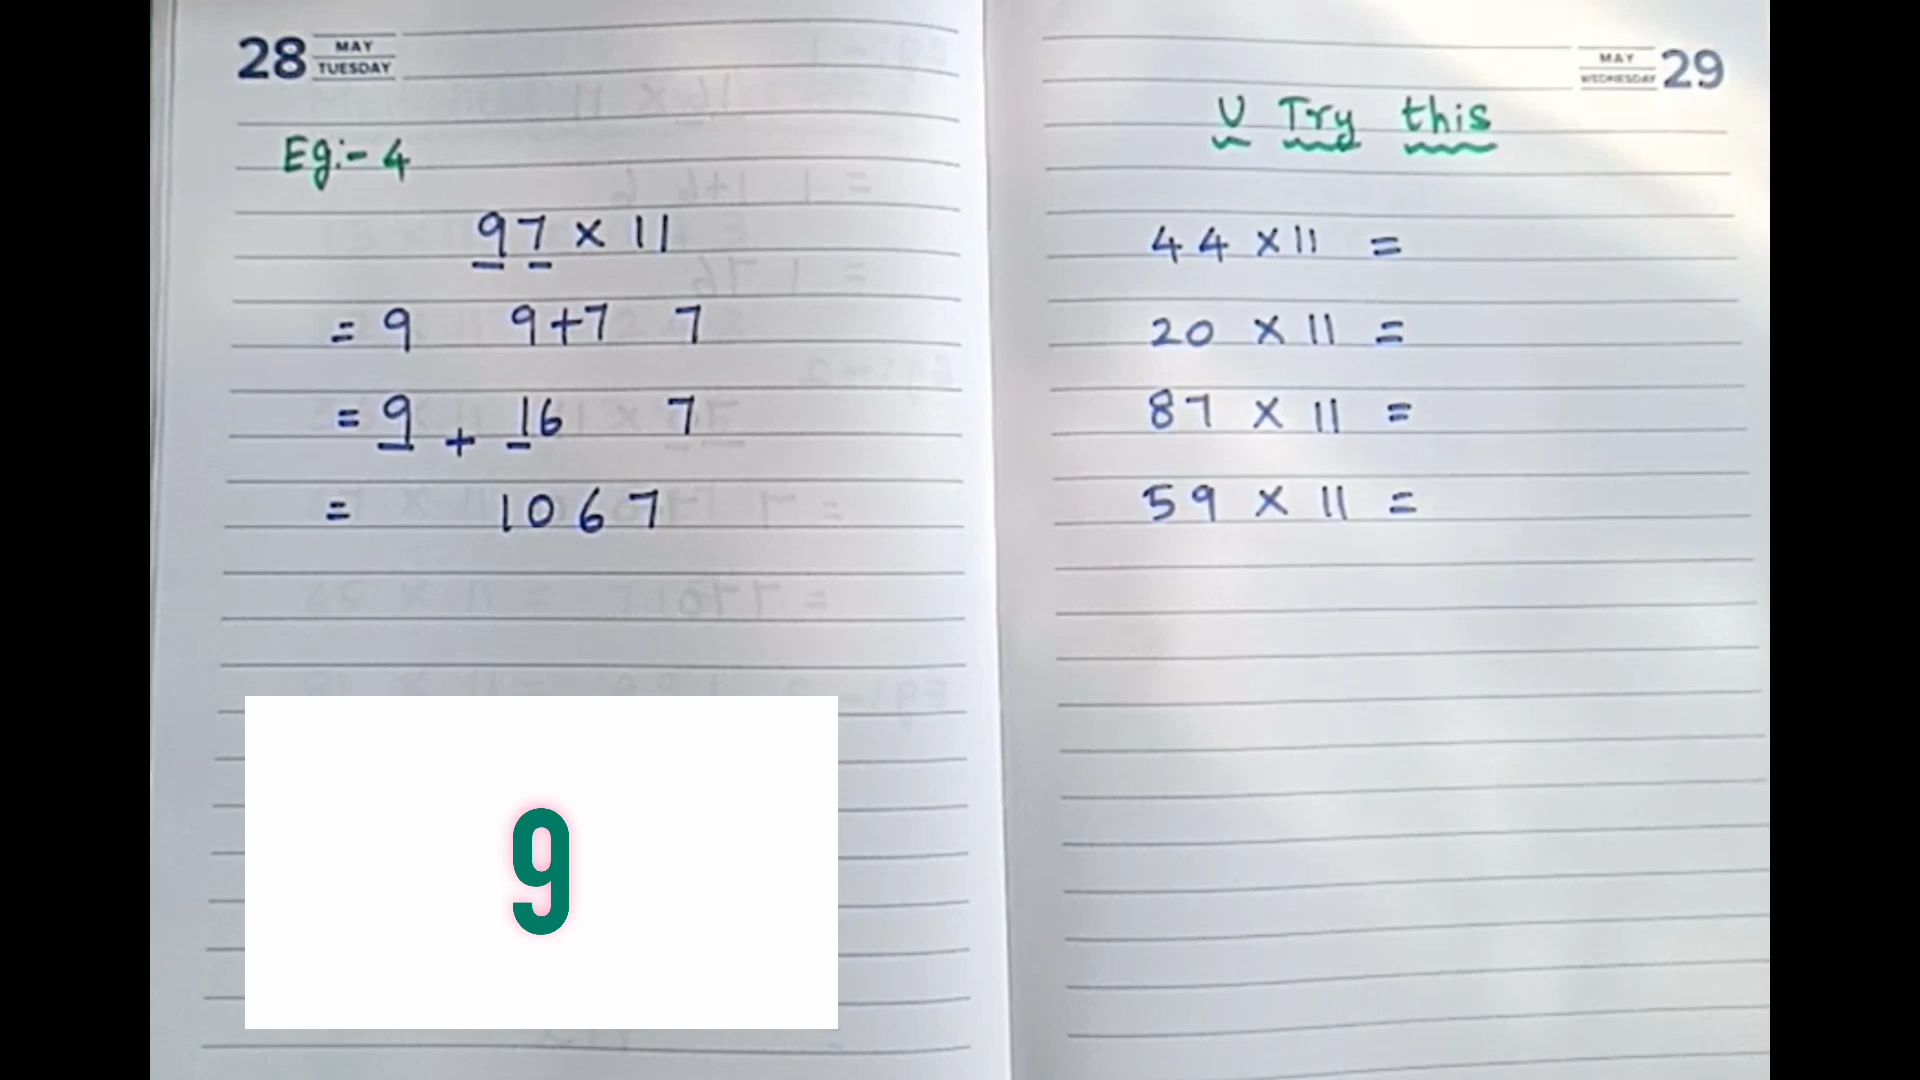 28 MAY
TUESDAY
Eg:- 4
97 × 11
= 9 9+7 7
= 9 + 16 7
= 1067
9
MAY 29
WEDNESDAY
U Try this
44 × 11 =
20 × 11 =
87 × 11 =
59 × 11 =